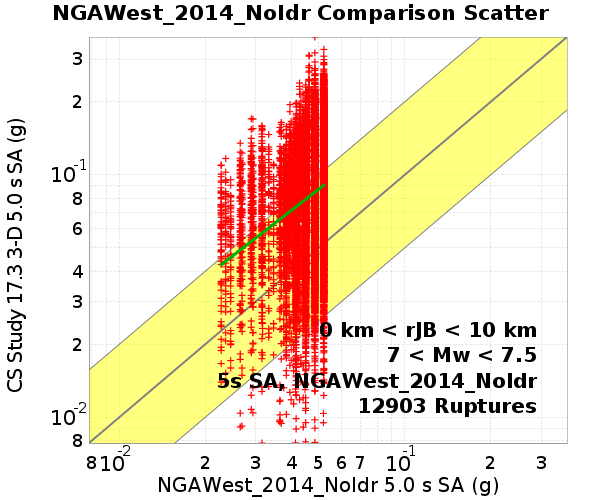 NGAWest_2014_NoIdr Comparison Scatter
CS Study 17.3 3-D 5.0 s SA (g)
3
2
10-1
8
6
4
3
2
10-2
8
0 km < rJB < 10 km
7 < Mw < 7.5
5s SA, NGAWest_2014_NoIdr
12903 Ruptures
8 10-2 2 3 4 5 6 7 10-1 2 3
NGAWest_2014_NoIdr 5.0 s SA (g)